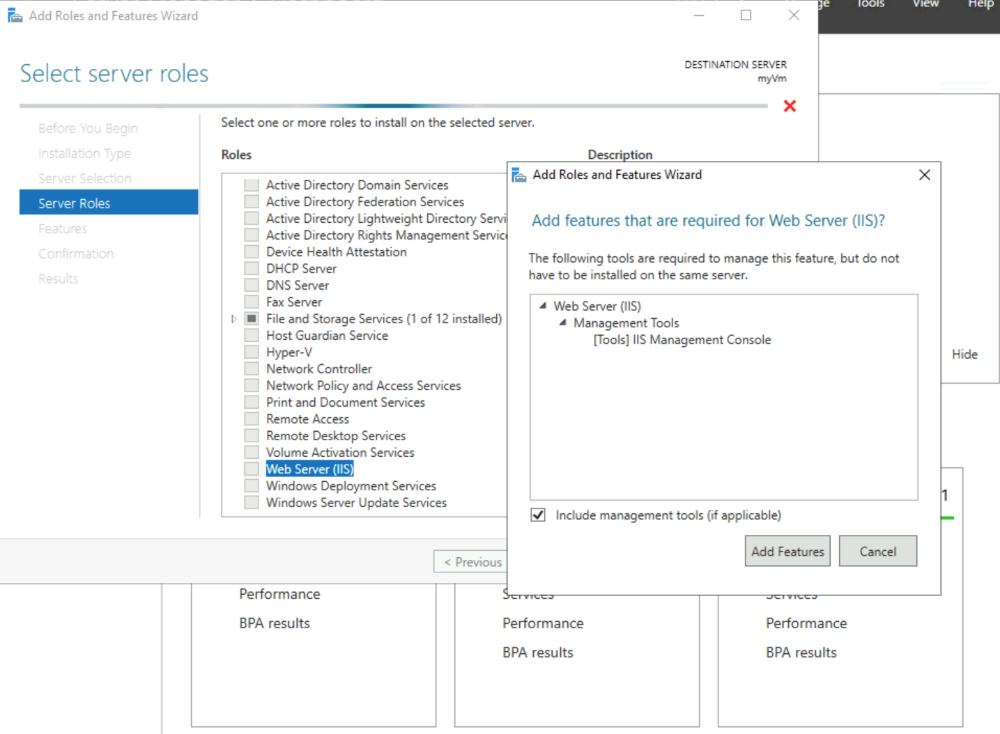 Add Roles and Features Wizard
Tools View Help
Select server roles
DESTINATION SERVER
myVm
Before You Begin
Installation Type
Server Selection
Server Roles
Features
Confirmation
Results
Select one or more roles to install on the selected server.
Roles
Description
Active Directory Domain Services
Active Directory Federation Services
Active Directory Lightweight Directory Servi
Active Directory Rights Management Service
Device Health Attestation
DHCP Server
DNS Server
Fax Server
File and Storage Services (1 of 12 installed)
Host Guardian Service
Hyper-V
Network Controller
Network Policy and Access Services
Print and Document Services
Remote Access
Remote Desktop Services
Volume Activation Services
Web Server (IIS)
Windows Deployment Services
Windows Server Update Services
< Previous
Add Roles and Features Wizard
Add features that are required for Web Server (IIS)?
The following tools are required to manage this feature, but do not
have to be installed on the same server.
Web Server (IIS)
Management Tools
[Tools] IIS Management Console
Include management tools (if applicable)
Add Features
Cancel
Hide
1
Performance
BPA results
Services
Performance
BPA results
Services
Performance
BPA results